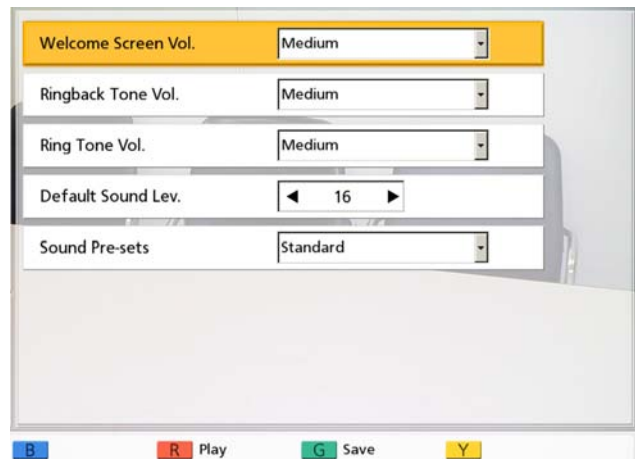 Welcome Screen Vol. Medium
Ringback Tone Vol. Medium
Ring Tone Vol. Medium
Default Sound Lev. 16
Sound Pre-sets Standard
B R Play G Save Y